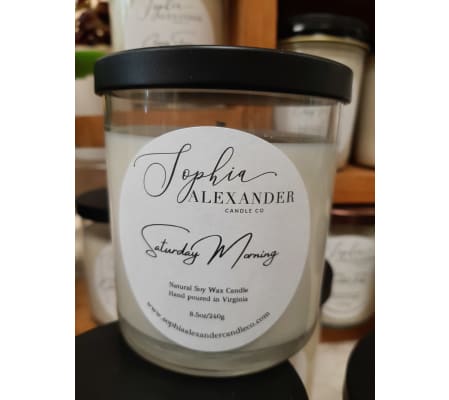 Sophia
ALEXANDER
CANDLE CO
Saturday Morning
Natural Soy Wax Candle
Hand poured in Virginia
8.5oz/240g
www.sophiaalexandercandleco.com